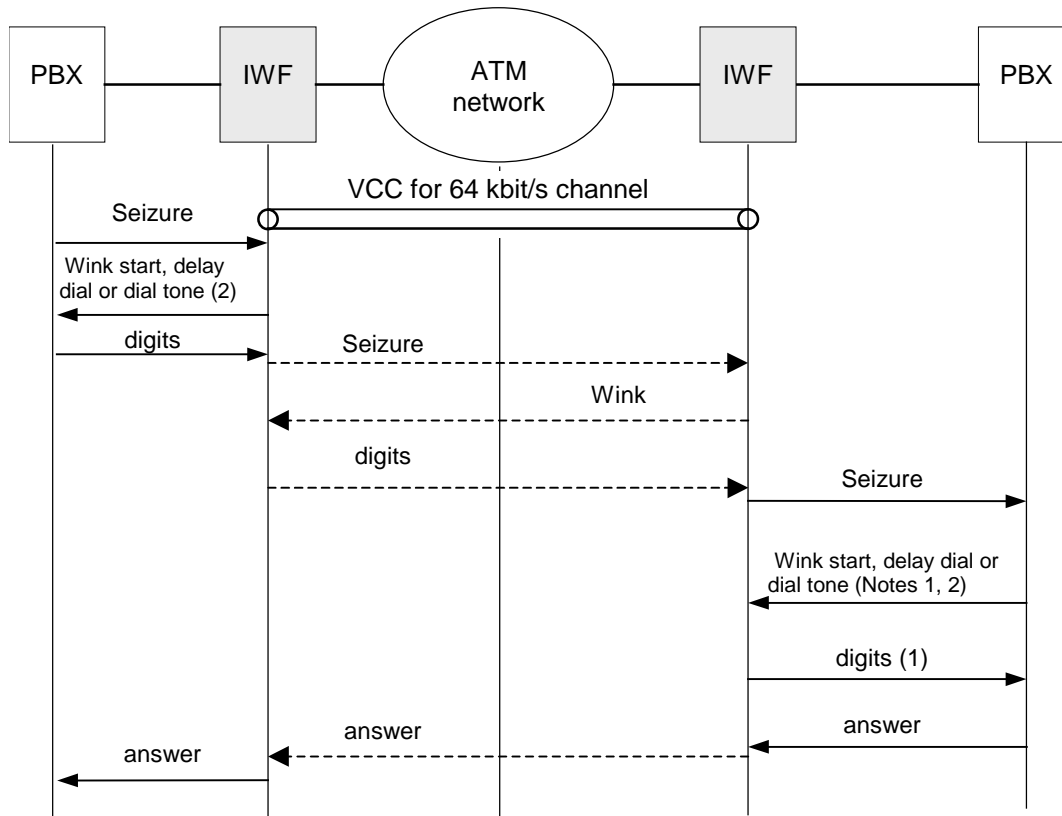 PBX
IWF
ATM
network
IWF
PBX
VCC for 64 kbit/s channel
Seizure
Wink start, delay
dial or dial tone (2)
digits
Seizure
Wink
digits
Seizure
Wink start, delay dial or
dial tone (Notes 1, 2)
digits (1)
answer
answer
answer